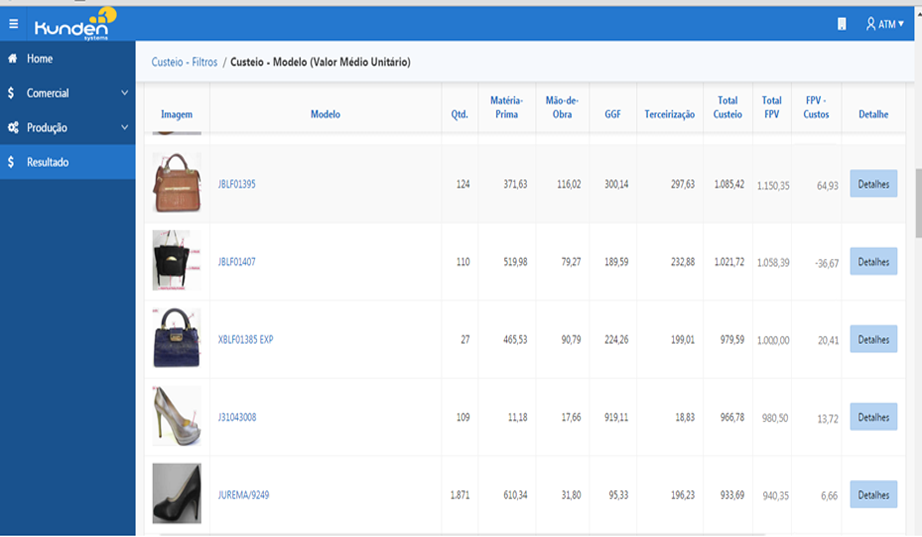 Kunden
systems
ATM
Home
Comercial
Produção
Resultado
Custeio - Filtros / Custeio - Modelo (Valor Médio Unitário)
Imagem Modelo Qtd. Matéria-Prima Mão-de-Obra GGF Terceirização Total Custeio Total FPV FPV - Custos Detalhe
JBLF01395 124 371,63 116,02 300,14 297,63 1.085,42 1.150,35 64,93 Detalhes
JBLF01407 110 519,98 79,27 189,59 232,88 1.021,72 1.058,39 -36,67 Detalhes
XBLF01385 EXP 27 465,53 90,79 224,26 199,01 979,59 1.000,00 20,41 Detalhes
J31043008 109 11,18 17,66 919,11 18,83 966,78 980,50 13,72 Detalhes
JUREMA/9249 1.871 610,34 31,80 95,33 196,23 933,69 940,35 6,66 Detalhes